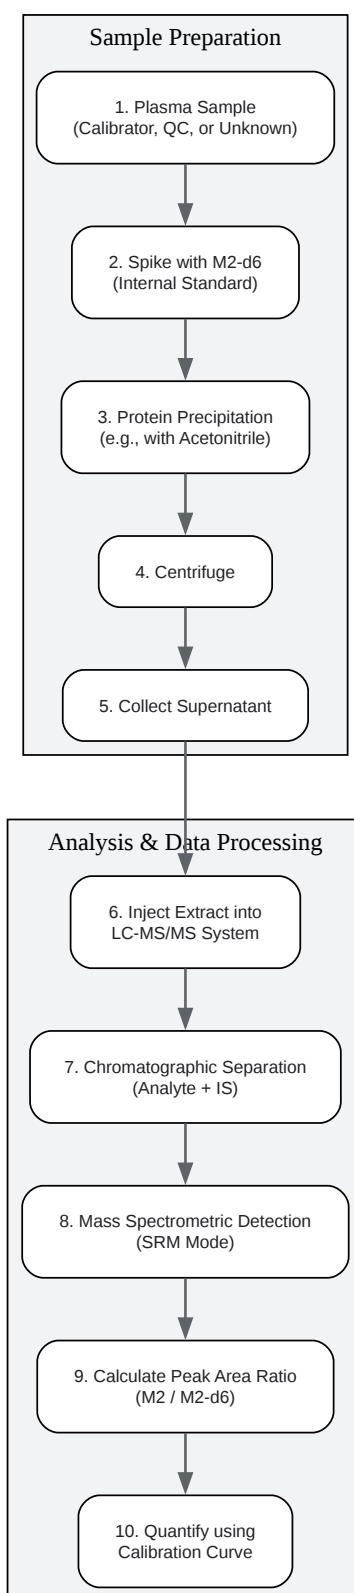 Sample Preparation
1. Plasma Sample
(Calibrator, QC, or Unknown)
2. Spike with M2-d6
(Internal Standard)
3. Protein Precipitation
(e.g., with Acetonitrile)
4. Centrifuge
5. Collect Supernatant
Analysis & Data Processing
6. Inject Extract into
LC-MS/MS System
7. Chromatographic Separation
(Analyte + IS)
8. Mass Spectrometric Detection
(SRM Mode)
9. Calculate Peak Area Ratio
(M2 / M2-d6)
10. Quantify using
Calibration Curve